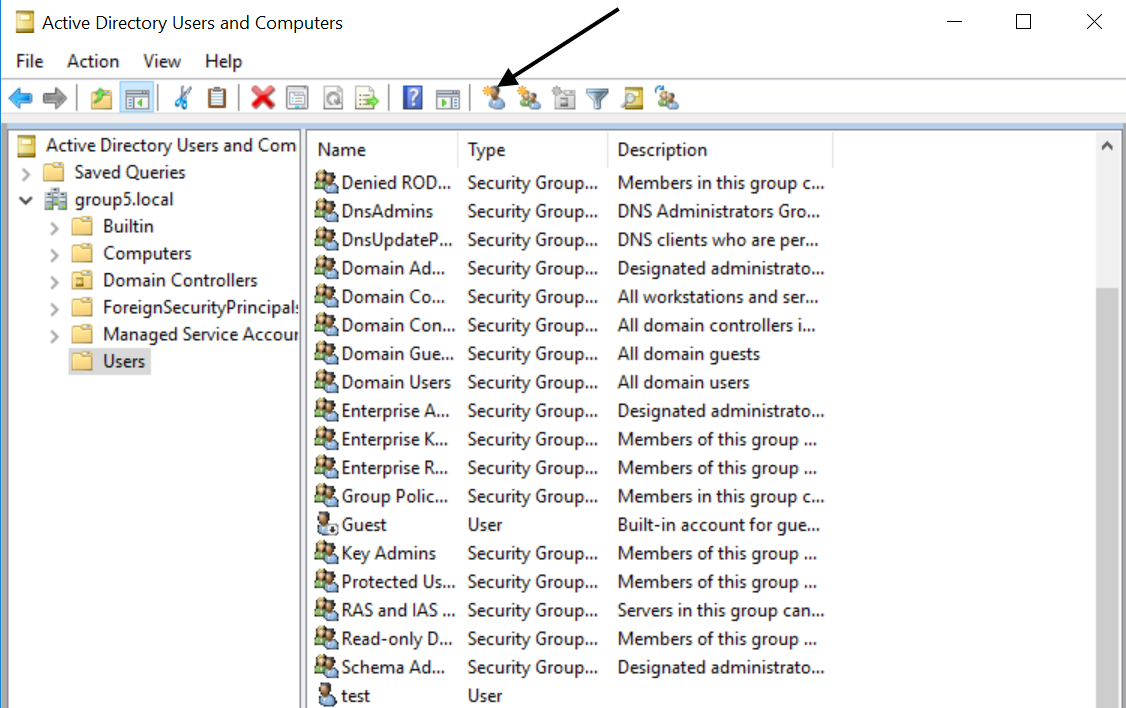 Active Directory Users and Computers
File Action View Help
Active Directory Users and Com
Saved Queries
group5.local
Builtin
Computers
Domain Controllers
ForeignSecurityPrincipals
Managed Service Accour
Users
Name Type Description
Denied ROD... Security Group... Members in this group c...
DnsAdmins Security Group... DNS Administrators Gro...
DnsUpdateP... Security Group... DNS clients who are per...
Domain Ad... Security Group... Designated administrato...
Domain Co... Security Group... All workstations and ser...
Domain Con... Security Group... All domain controllers i...
Domain Gue... Security Group... All domain guests
Domain Users Security Group... All domain users
Enterprise A... Security Group... Designated administrato...
Enterprise K... Security Group... Members of this group ...
Enterprise R... Security Group... Members of this group ...
Group Polic... Security Group... Members in this group c...
Guest User Built-in account for gue...
Key Admins Security Group... Members of this group ...
Protected Us... Security Group... Members of this group ...
RAS and IAS ... Security Group... Servers in this group can...
Read-only D... Security Group... Members of this group ...
Schema Ad... Security Group... Designated administrato...
test User